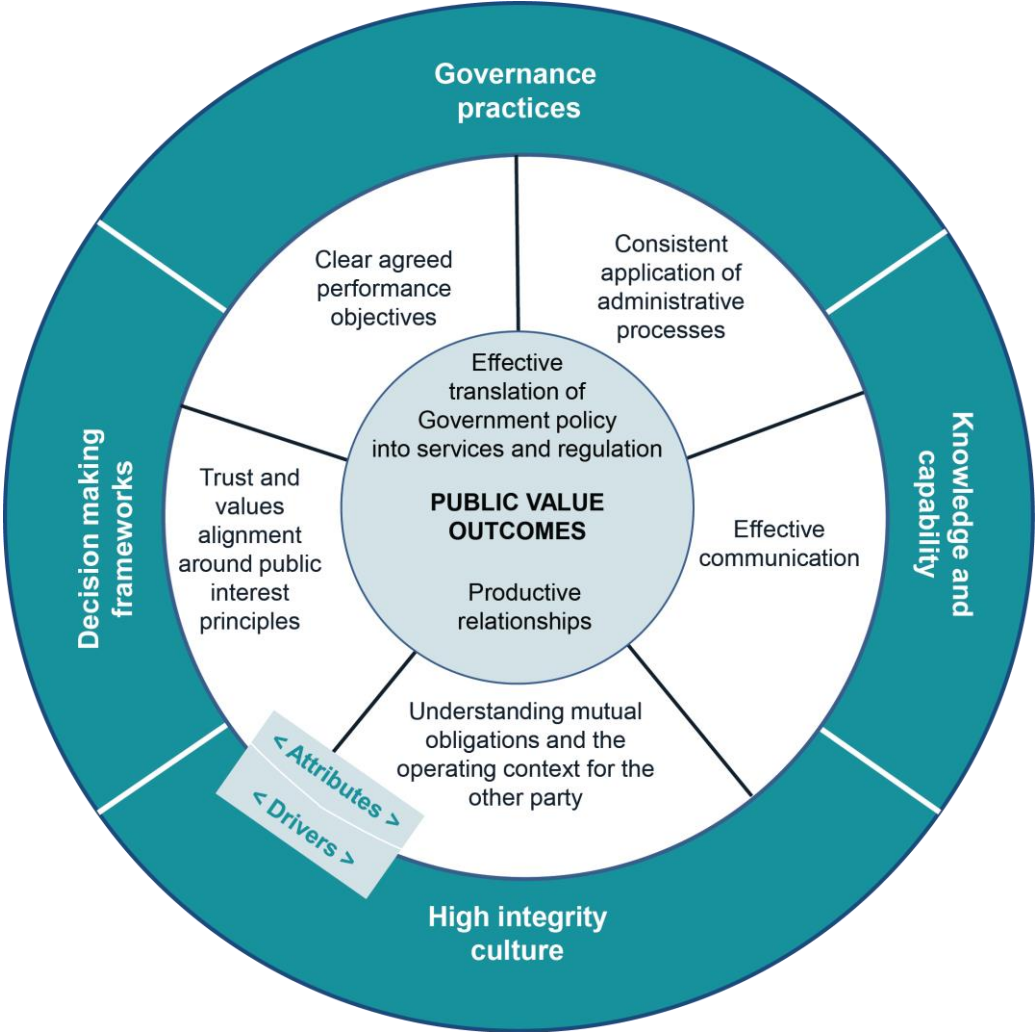 Governance
practices
Clear agreed
performance
objectives
Consistent
application of
administrative
processes
Effective
translation of
Government policy
into services and regulation
PUBLIC VALUE
OUTCOMES
Productive
relationships
Decision making
frameworks
Trust and
values
alignment
around public
interest
principles
Effective
communication
Knowledge and
capability
Understanding mutual
obligations and the
operating context for the
other party
< Attributes >
< Drivers >
High integrity
culture